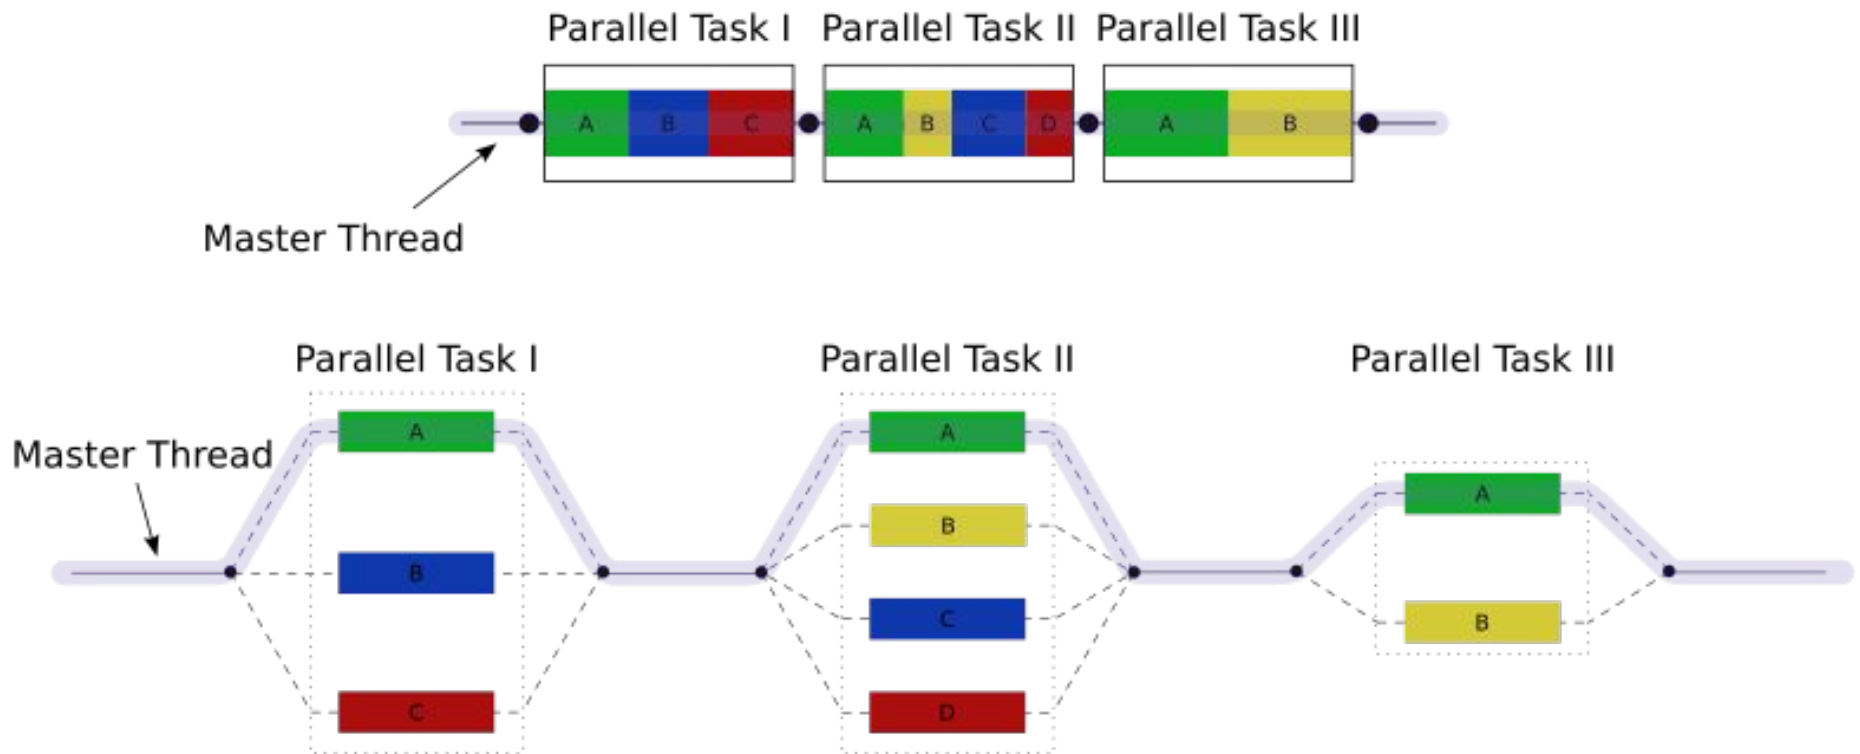 Parallel Task I Parallel Task II Parallel Task III
A B C A B C D A B
Master Thread
Parallel Task I Parallel Task II Parallel Task III
A A
Master Thread
A
B
B
C
B
C D